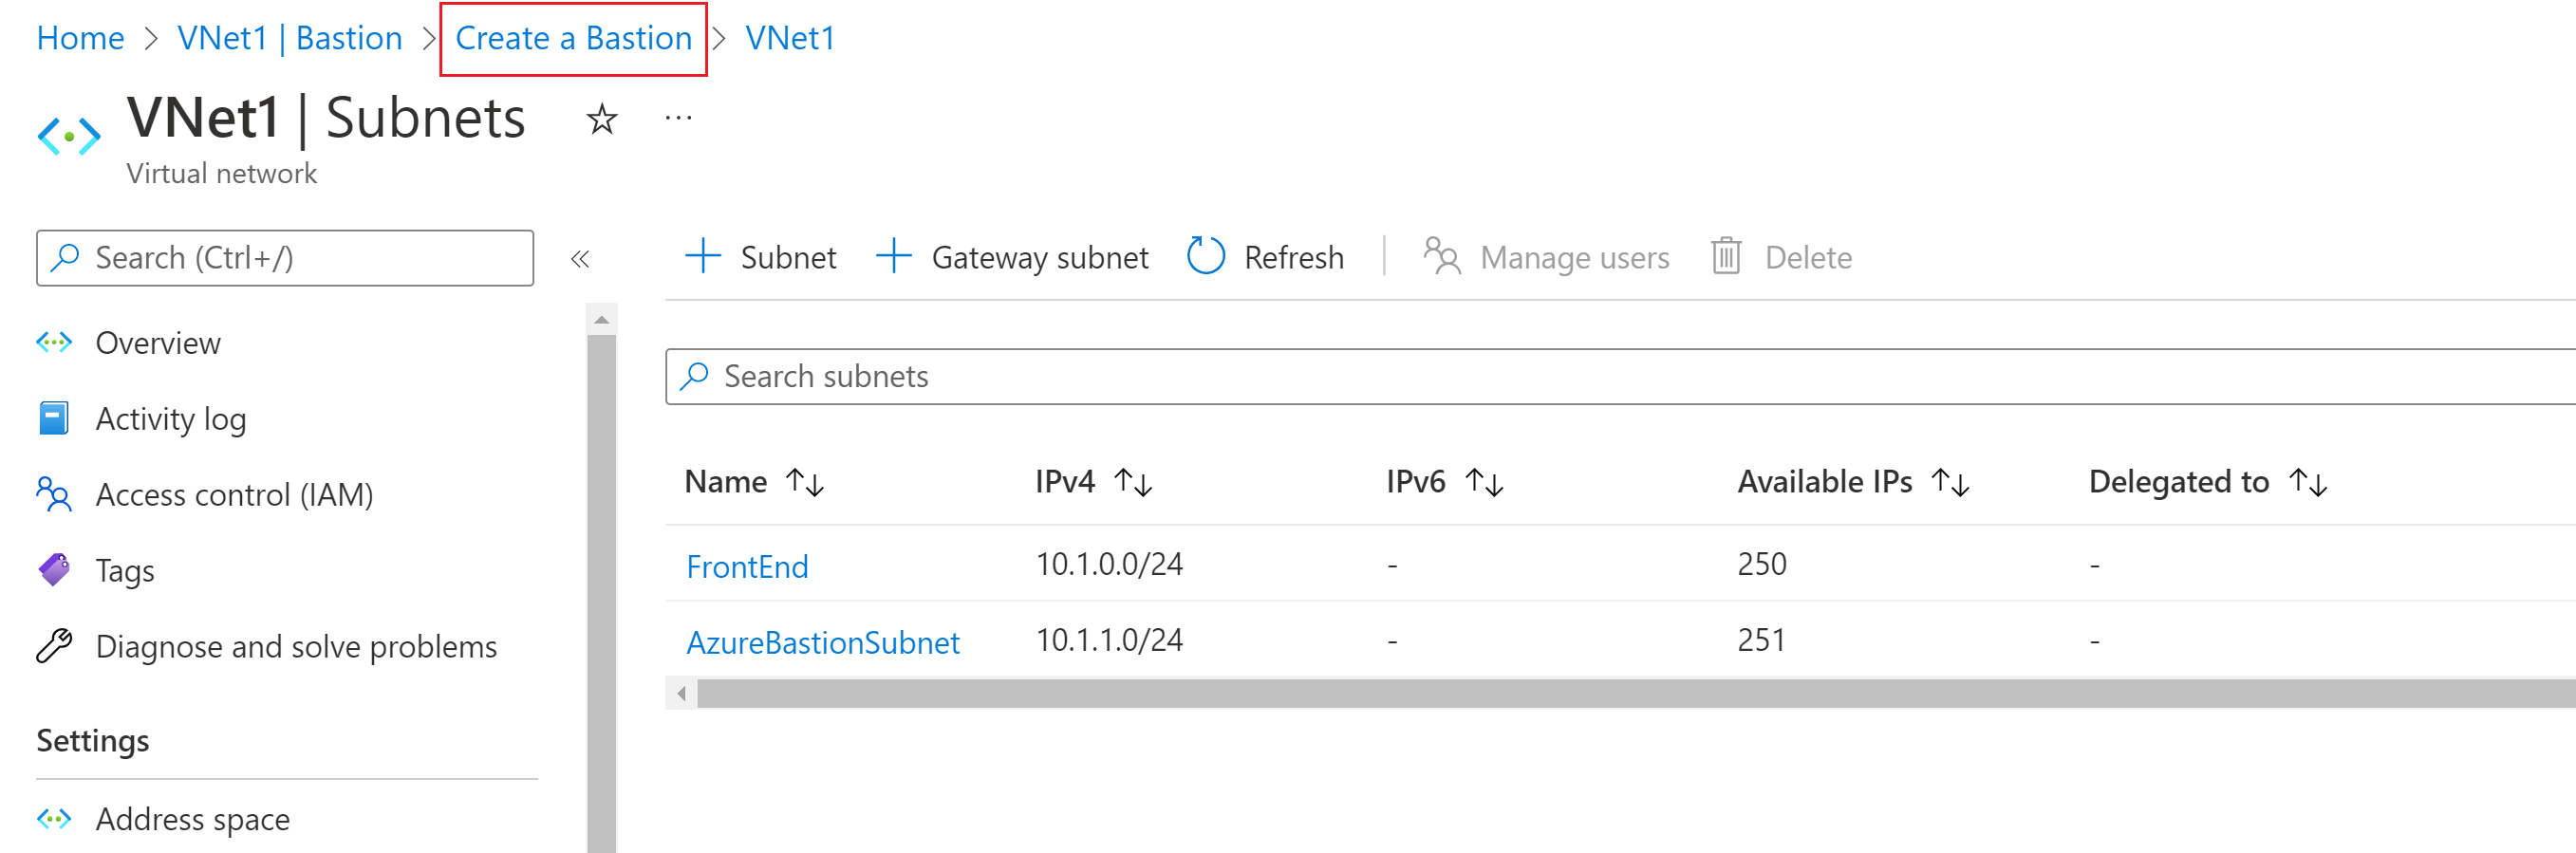 Home > VNet1 | Bastion > Create a Bastion > VNet1
VNet1 | Subnets ☆ ...
Virtual network
Search (Ctrl+/) «
Subnet Gateway subnet Refresh Manage users Delete
Overview
Activity log
Access control (IAM)
Tags
Diagnose and solve problems
Settings
Address space
Search subnets
Name ↑↓ IPv4 ↑↓ IPv6 ↑↓ Available IPs ↑↓ Delegated to ↑↓
FrontEnd 10.1.0.0/24 - 250 -
AzureBastionSubnet 10.1.1.0/24 - 251 -